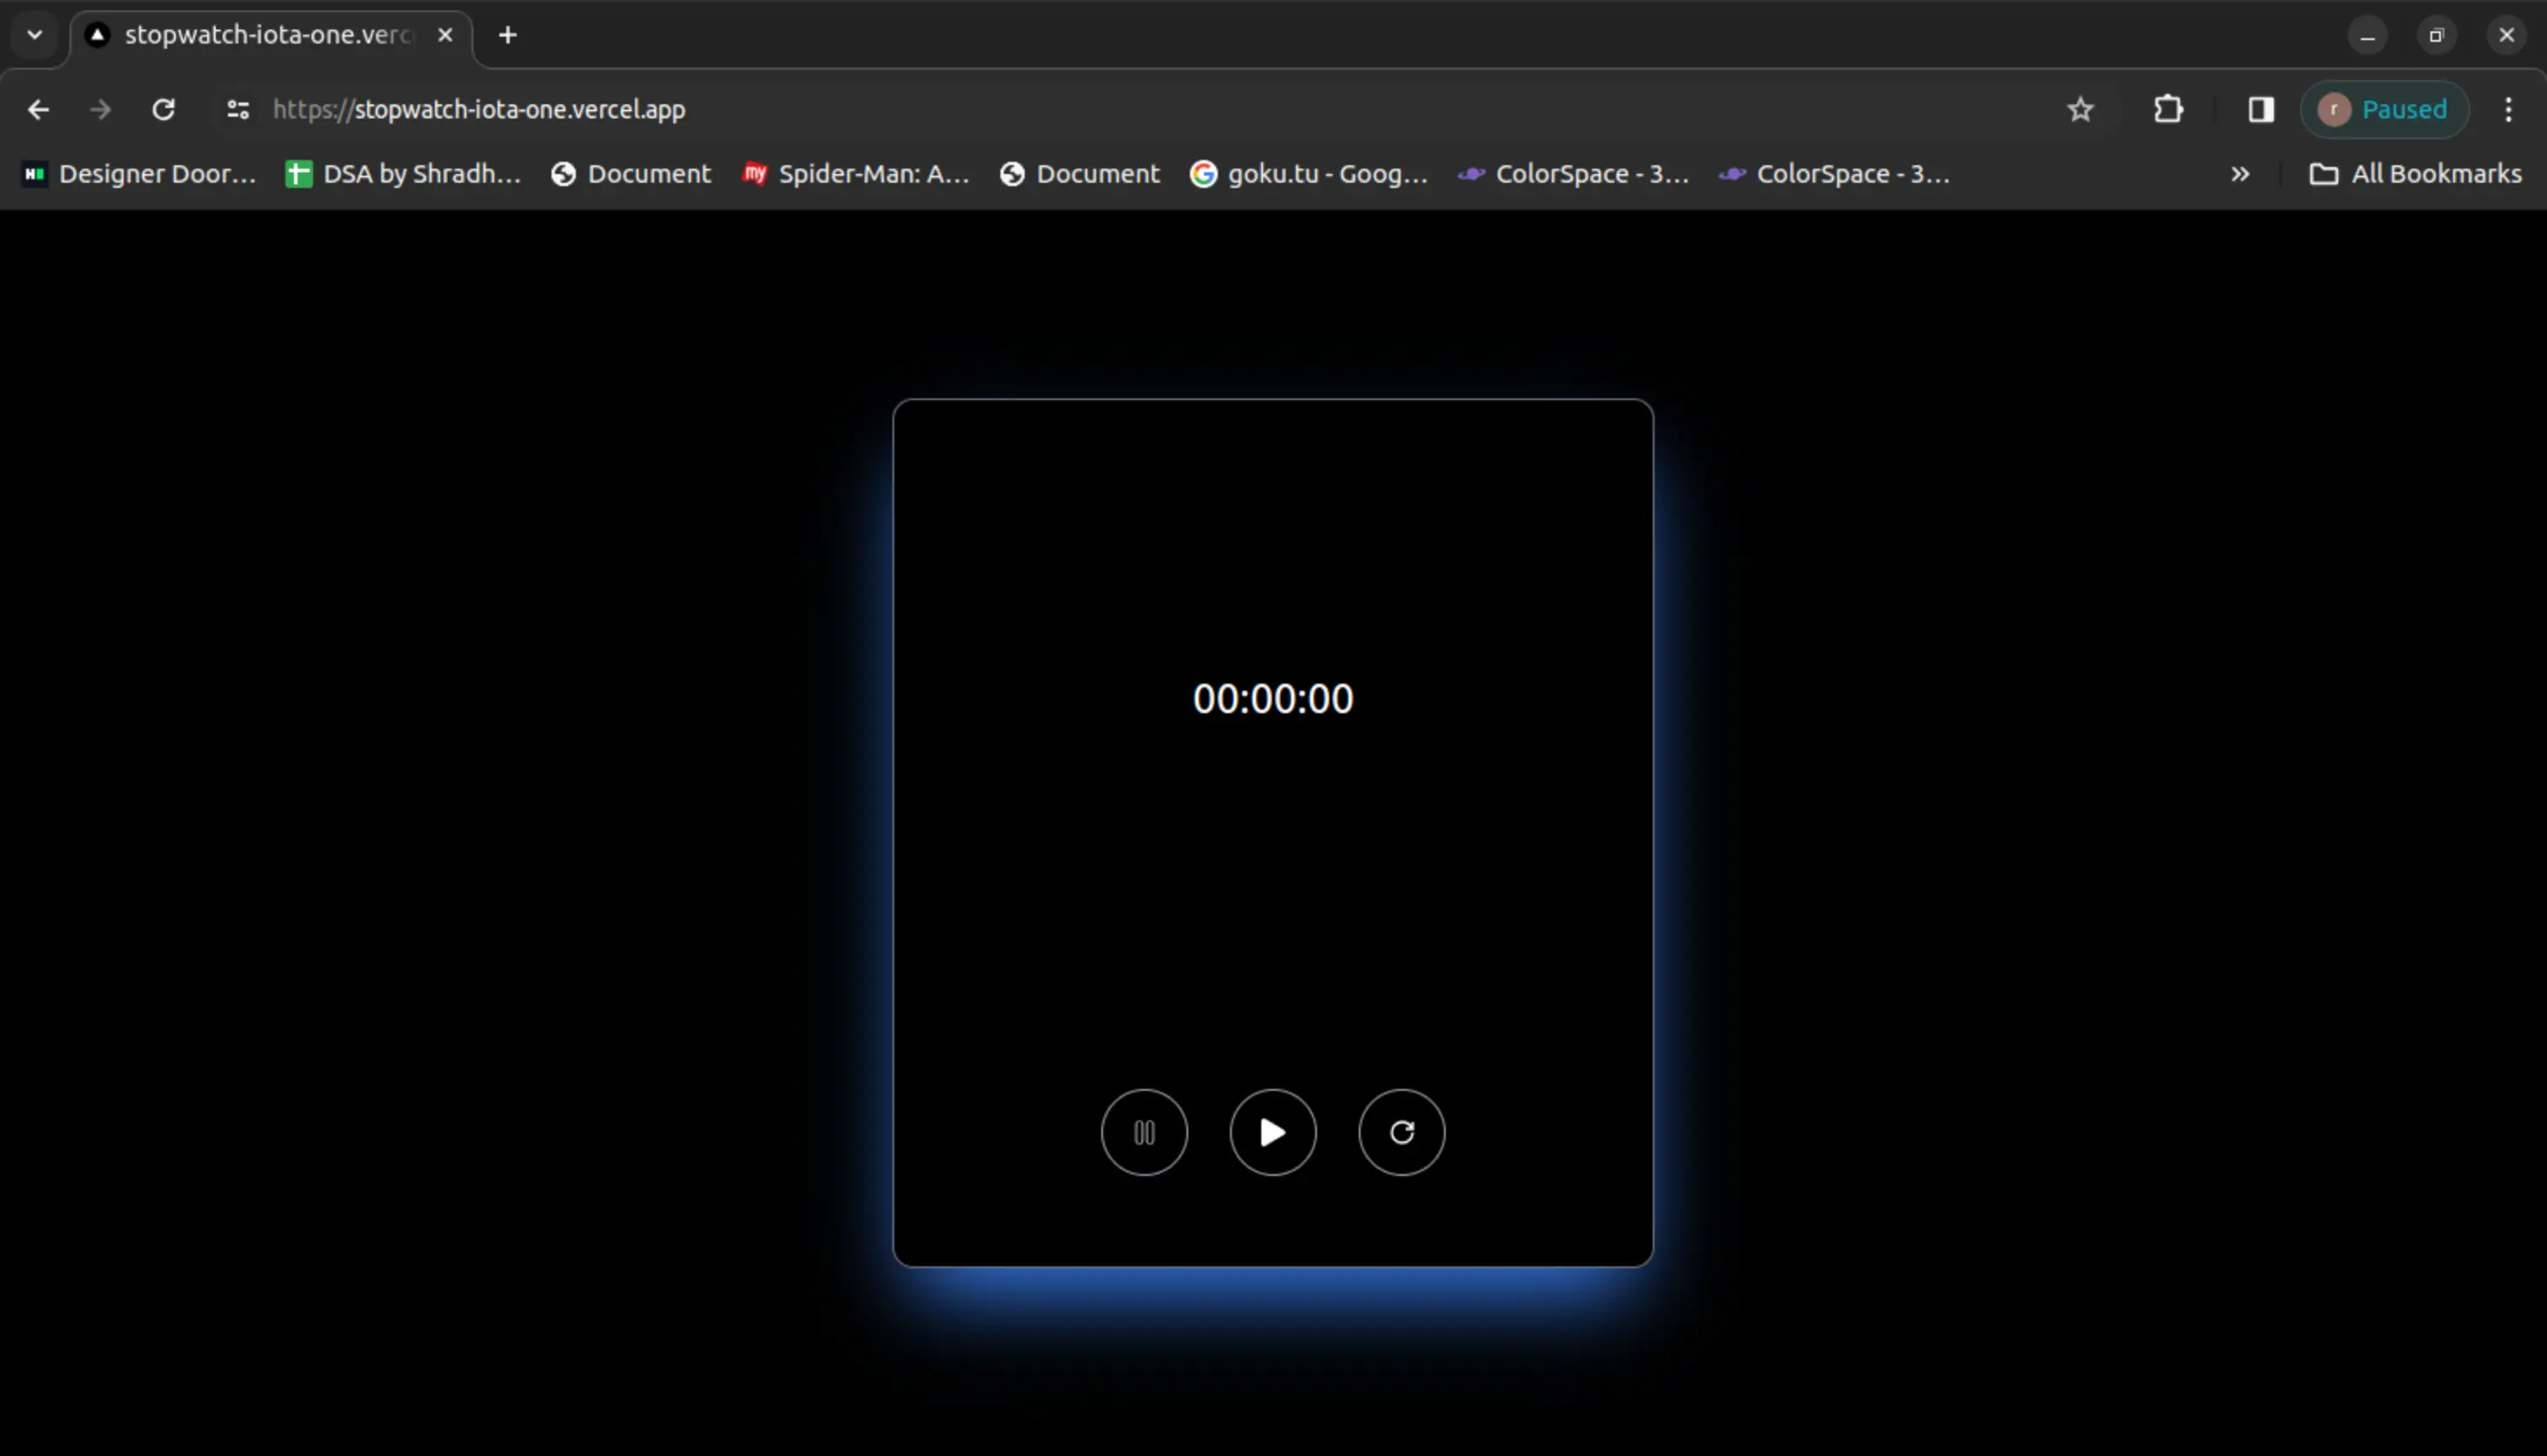 stopwatch-iota-one.verc
https://stopwatch-iota-one.vercel.app
r Paused
Designer Door... DSA by Shradh... Document my Spider-Man: A... Document goku.tu - Goog... ColorSpace - 3... ColorSpace - 3... » All Bookmarks
00:00:00